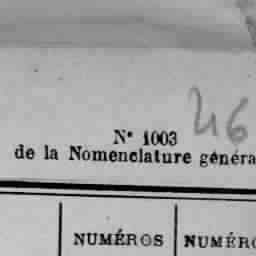 46
N° 1003
de la Nomenclature généra
NUMÉROS NUMÉRO